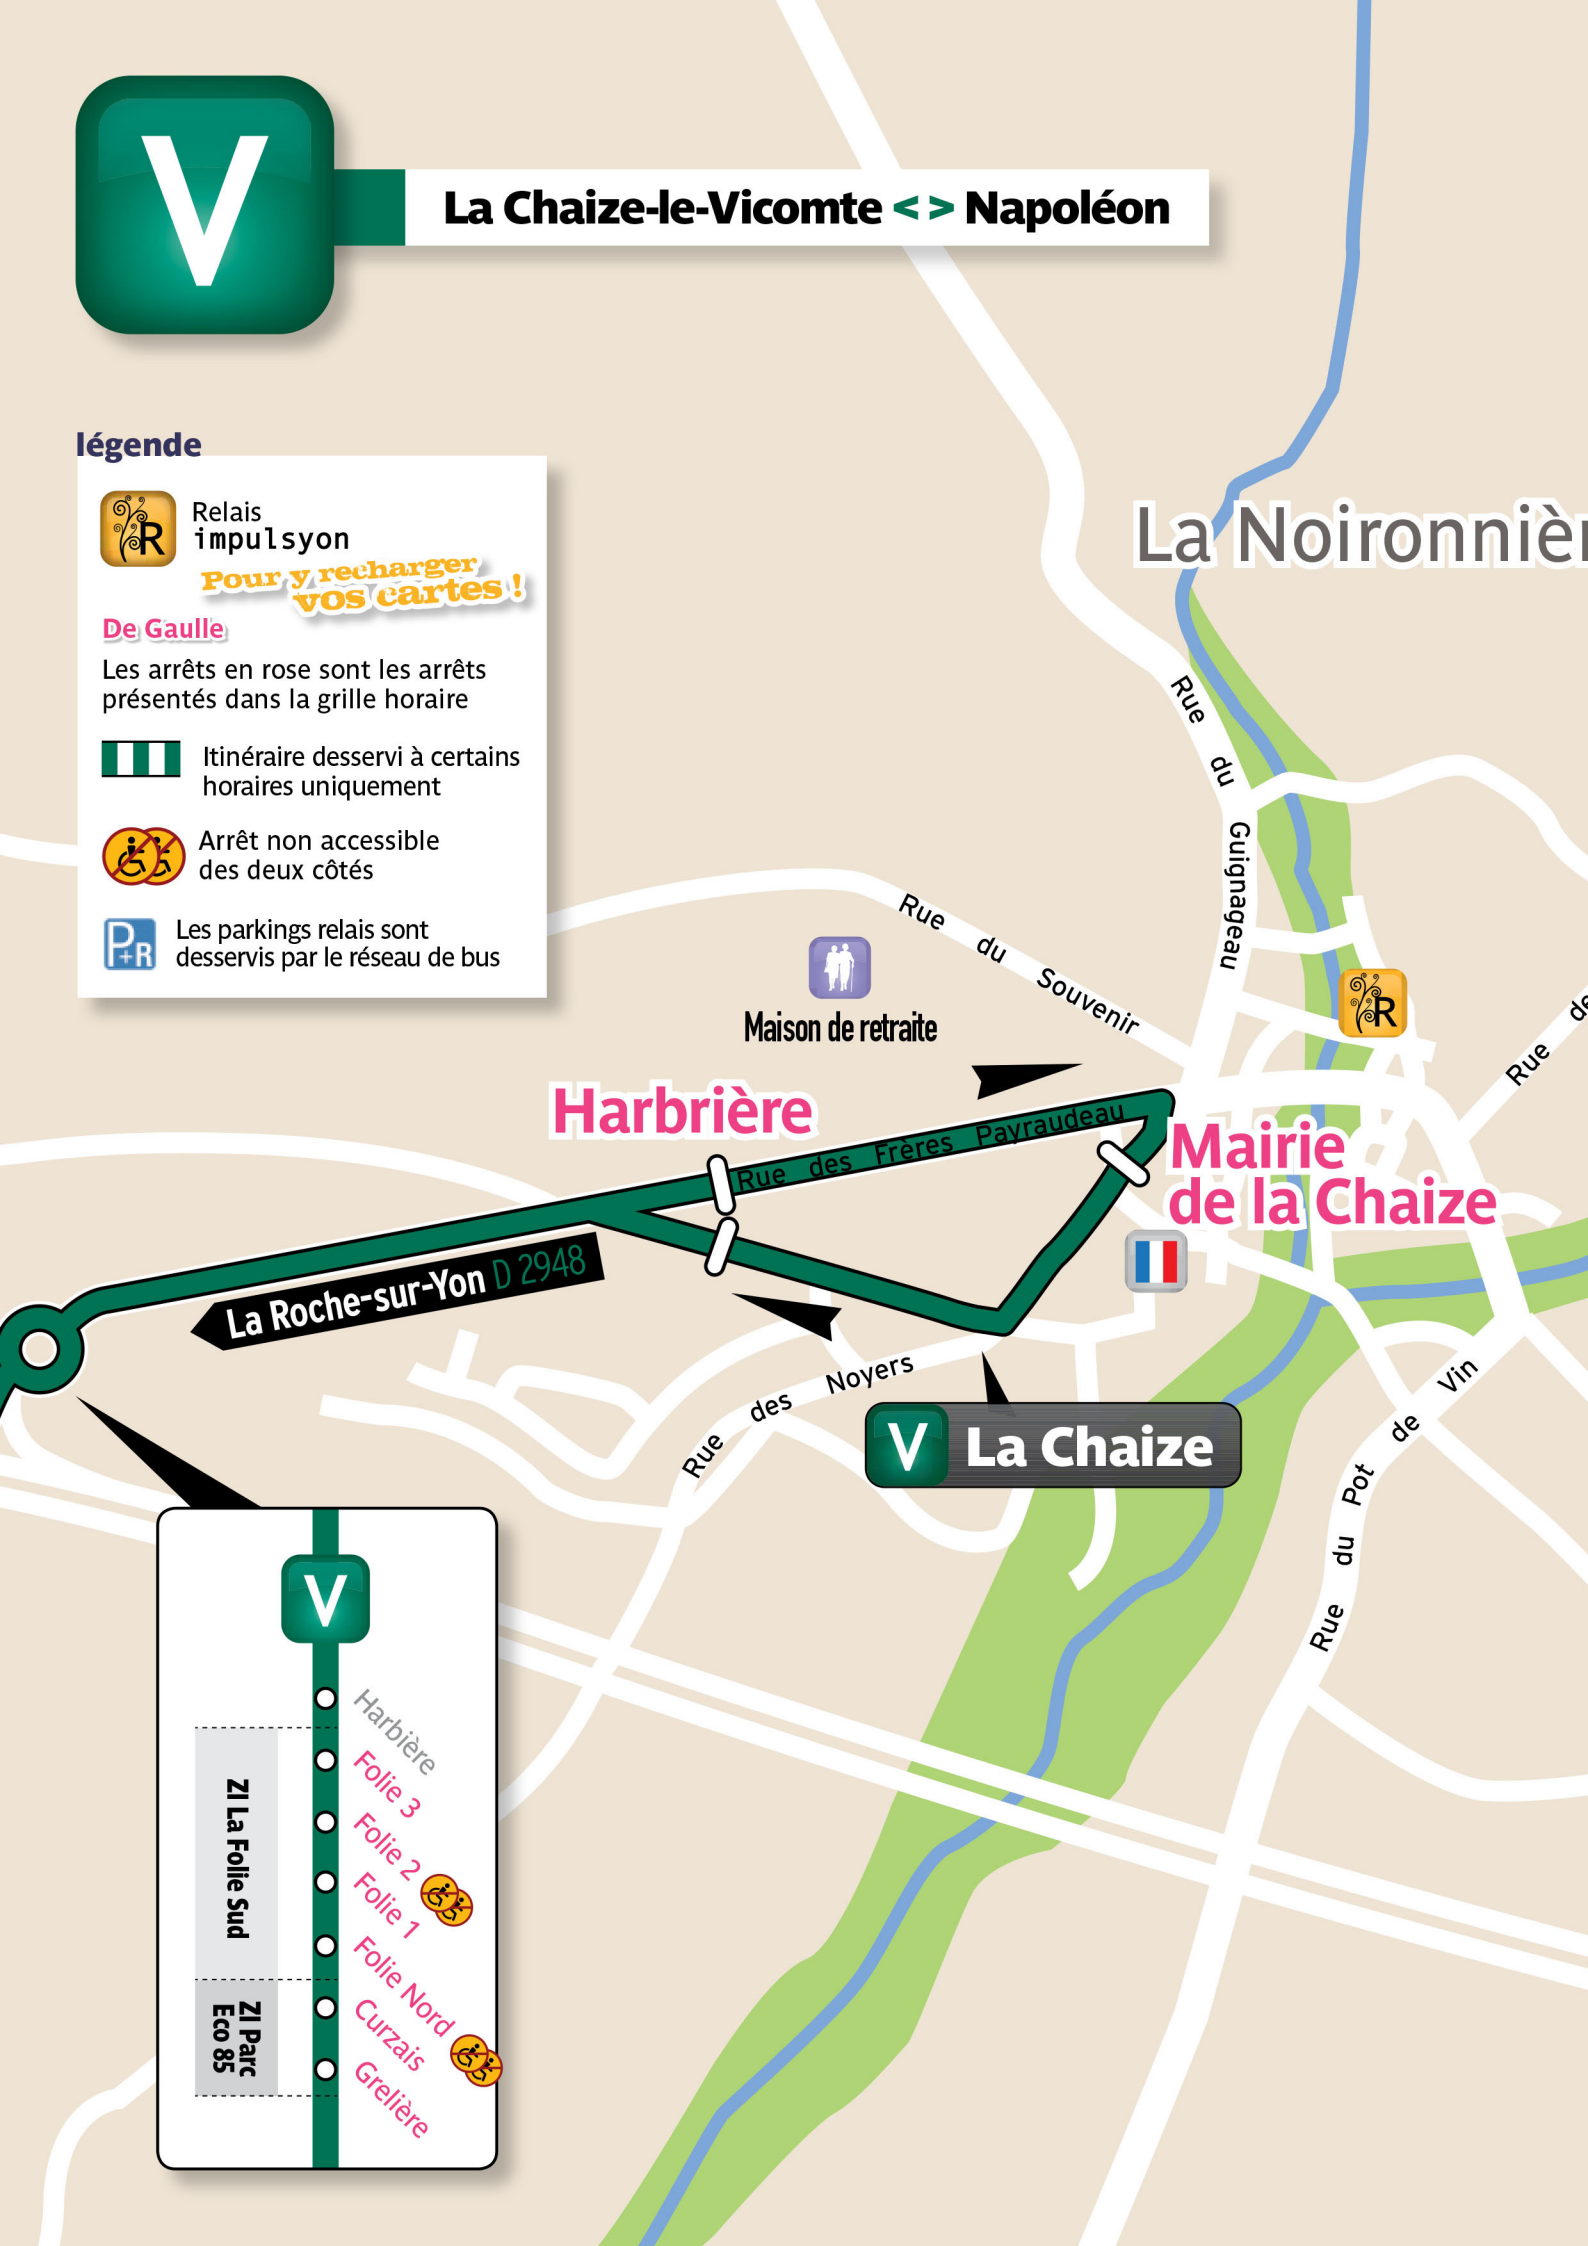 V
La Chaize-le-Vicomte < > Napoléon
légende
R
Relais
impulsyon
Pour y recharger
vos cartes !
De Gaulle
Les arrêts en rose sont les arrêts
présentés dans la grille horaire
Itinéraire desservi à certains
horaires uniquement
Arrêt non accessible
des deux côtés
P+R
Les parkings relais sont
desservis par le réseau de bus
La Noironnièr
Rue du Guignageau
Rue du Souvenir
R
Rue de
Maison de retraite
Harbrière
Rue des Frères Payraudeau
Mairie
de la Chaize
La Roche-sur-Yon D 2948
Rue des Noyers
V La Chaize
Rue du Pot de Vin
V
Harbière
Folie 3
Folie 2
Folie 1
Folie Nord
Curzais
Grelière
ZI La Folie Sud
ZI Parc
Eco 85